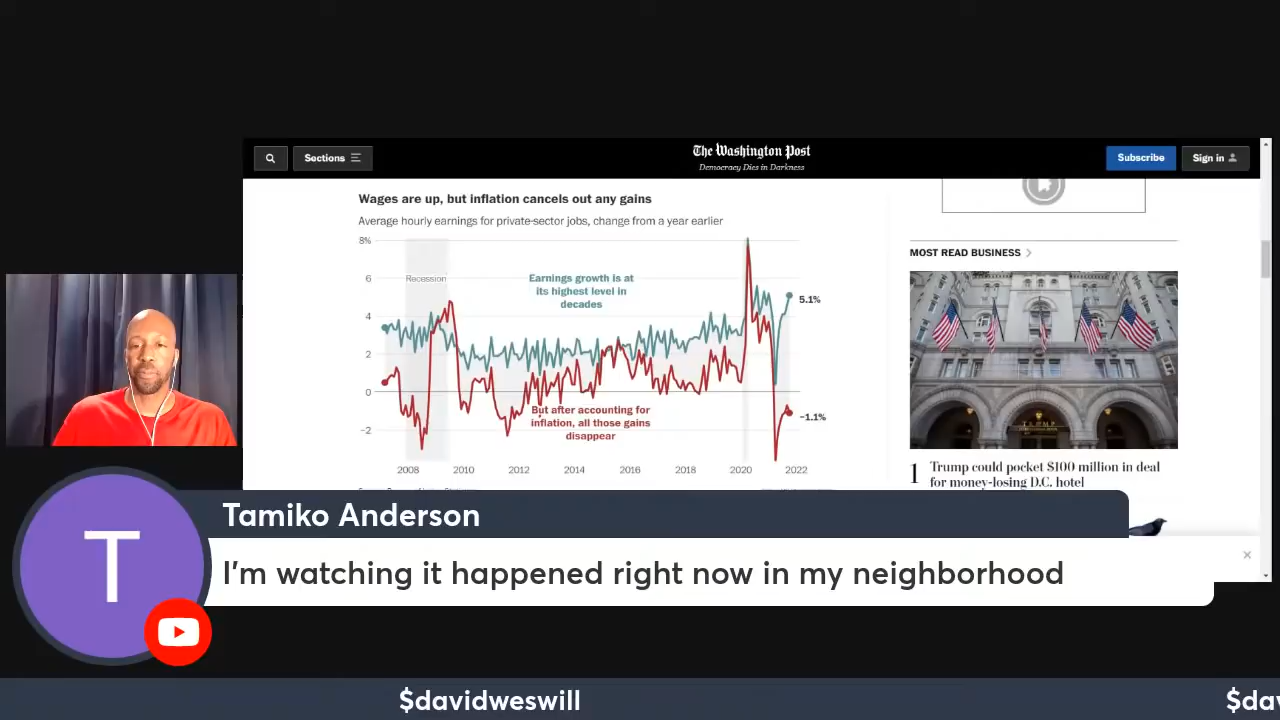 Sections
The Washington Post
Democracy Dies in Darkness
Subscribe
Sign in
Wages are up, but inflation cancels out any gains
Average hourly earnings for private-sector jobs, change from a year earlier
8%
6
4
2
0
−2
Recession
Earnings growth is at
its highest level in
decades
5.1%
But after accounting for
inflation, all those gains
disappear
−1.1%
2008
2010
2012
2014
2016
2018
2020
2022
MOST READ BUSINESS
TRUMP
1 Trump could pocket $100 million in deal
for money-losing D.C. hotel
T
Tamiko Anderson
I'm watching it happened right now in my neighborhood
$davidweswill
$dav